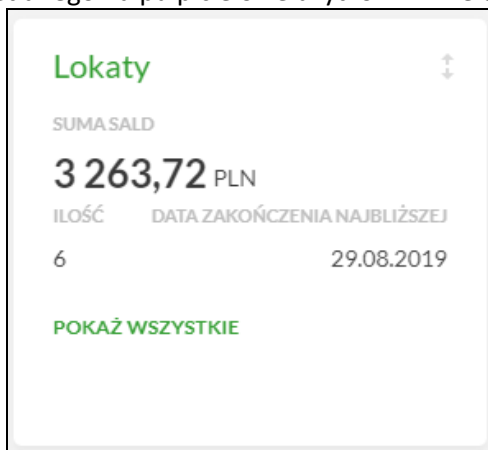 Lokaty
SUMA SALD
3 263,72 PLN
ILOŚĆ DATA ZAKOŃCZENIA NAJBLIŻSZEJ
6 29.08.2019
POKAŻ WSZYSTKIE